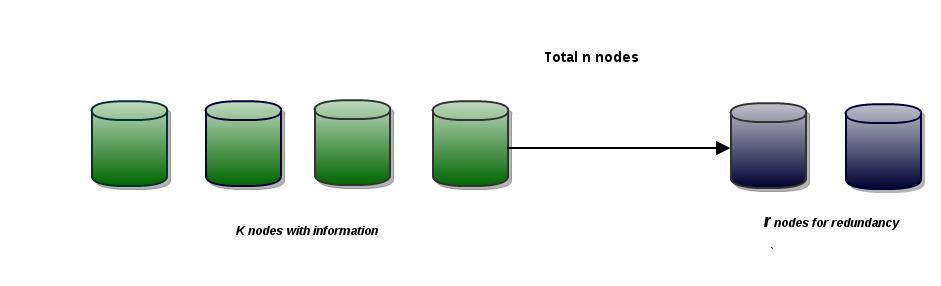 Total n nodes
K nodes with information
r nodes for redundancy
`